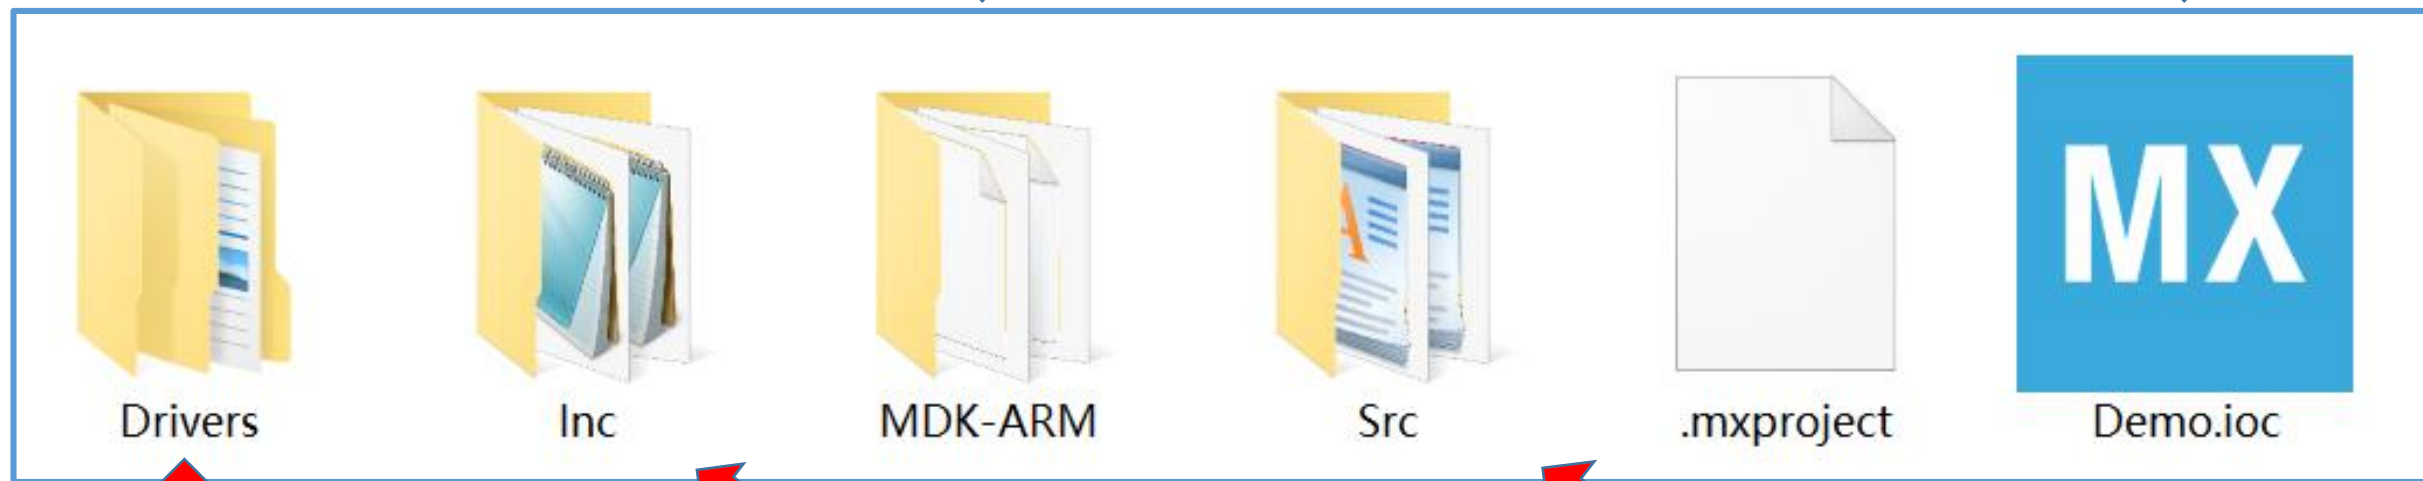 MX
Drivers
Inc
MDK-ARM
Src
.mxproject
Demo.ioc